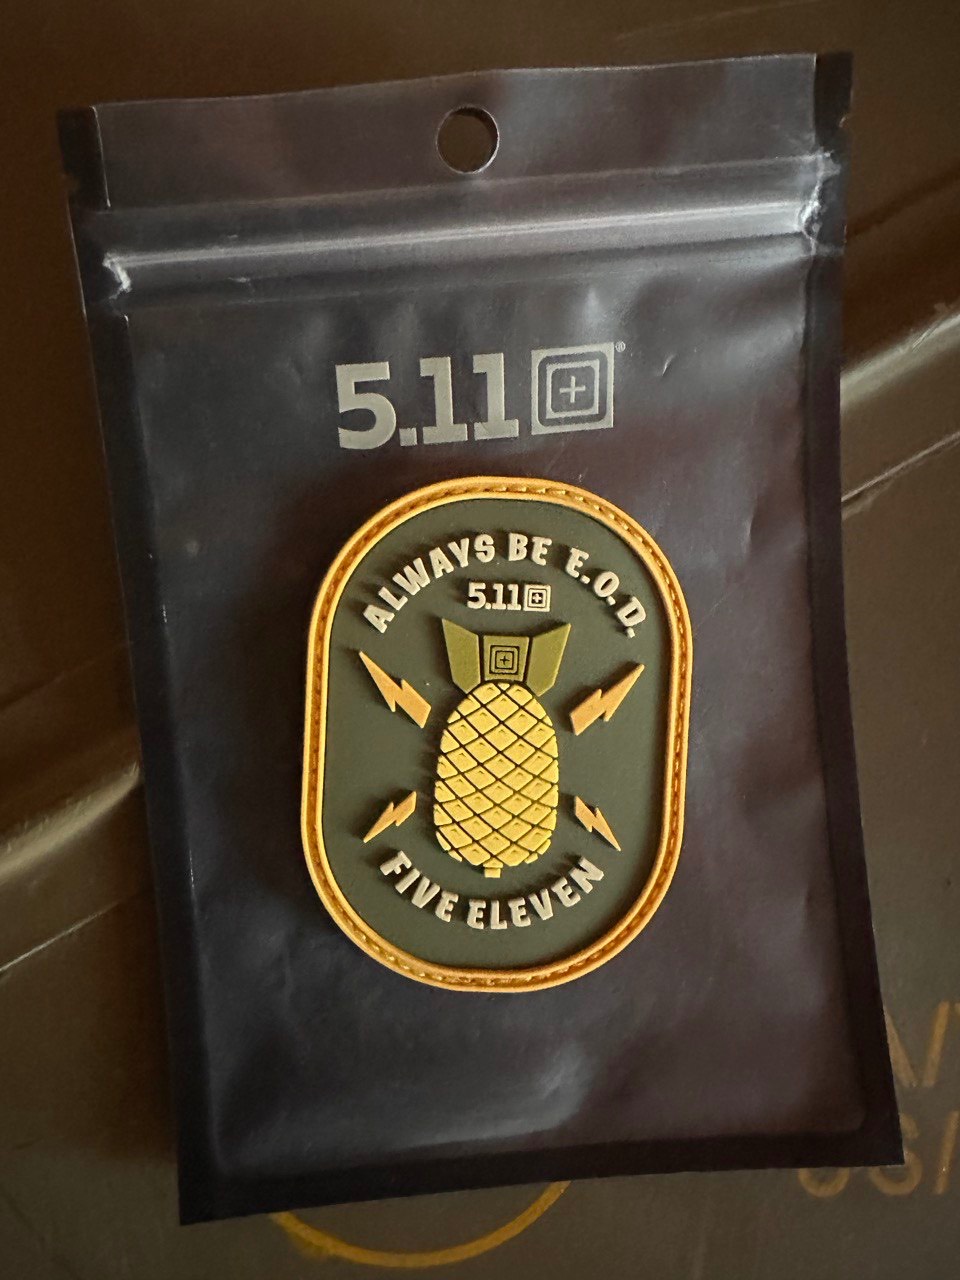 5.11®
ALWAYS BE E.O.D.
5.11
FIVE ELEVEN